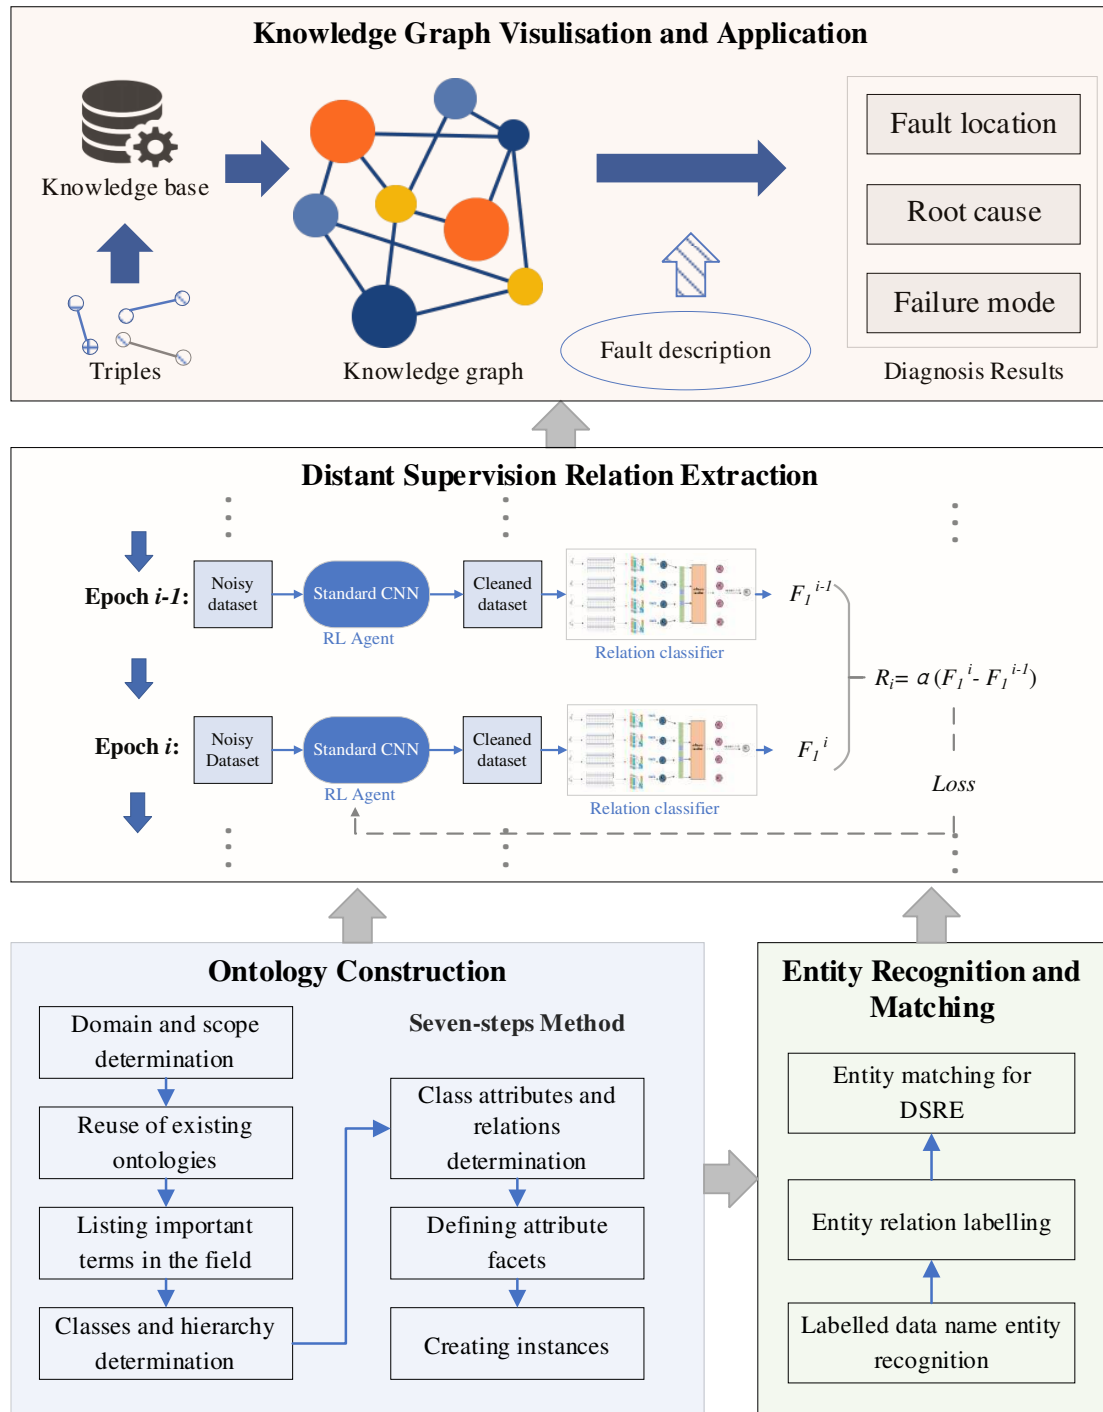 Knowledge Graph Visulisation and Application
Knowledge base
Triples
Knowledge graph
Fault description
Fault location
Root cause
Failure mode
Diagnosis Results
Distant Supervision Relation Extraction
Epoch i-1:
Noisy
dataset
Standard CNN
RL Agent
Cleaned
dataset
Relation classifier
F₁ⁱ⁻¹
Rᵢ= α (F₁ⁱ- F₁ⁱ⁻¹)
Epoch i:
Noisy
Dataset
Standard CNN
RL Agent
Cleaned
dataset
Relation classifier
F₁ⁱ
Loss
Ontology Construction
Seven-steps Method
Domain and scope
determination
Reuse of existing
ontologies
Listing important
terms in the field
Classes and hierarchy
determination
Class attributes and
relations
determination
Defining attribute
facets
Creating instances
Entity Recognition and
Matching
Entity matching for
DSRE
Entity relation labelling
Labelled data name entity
recognition